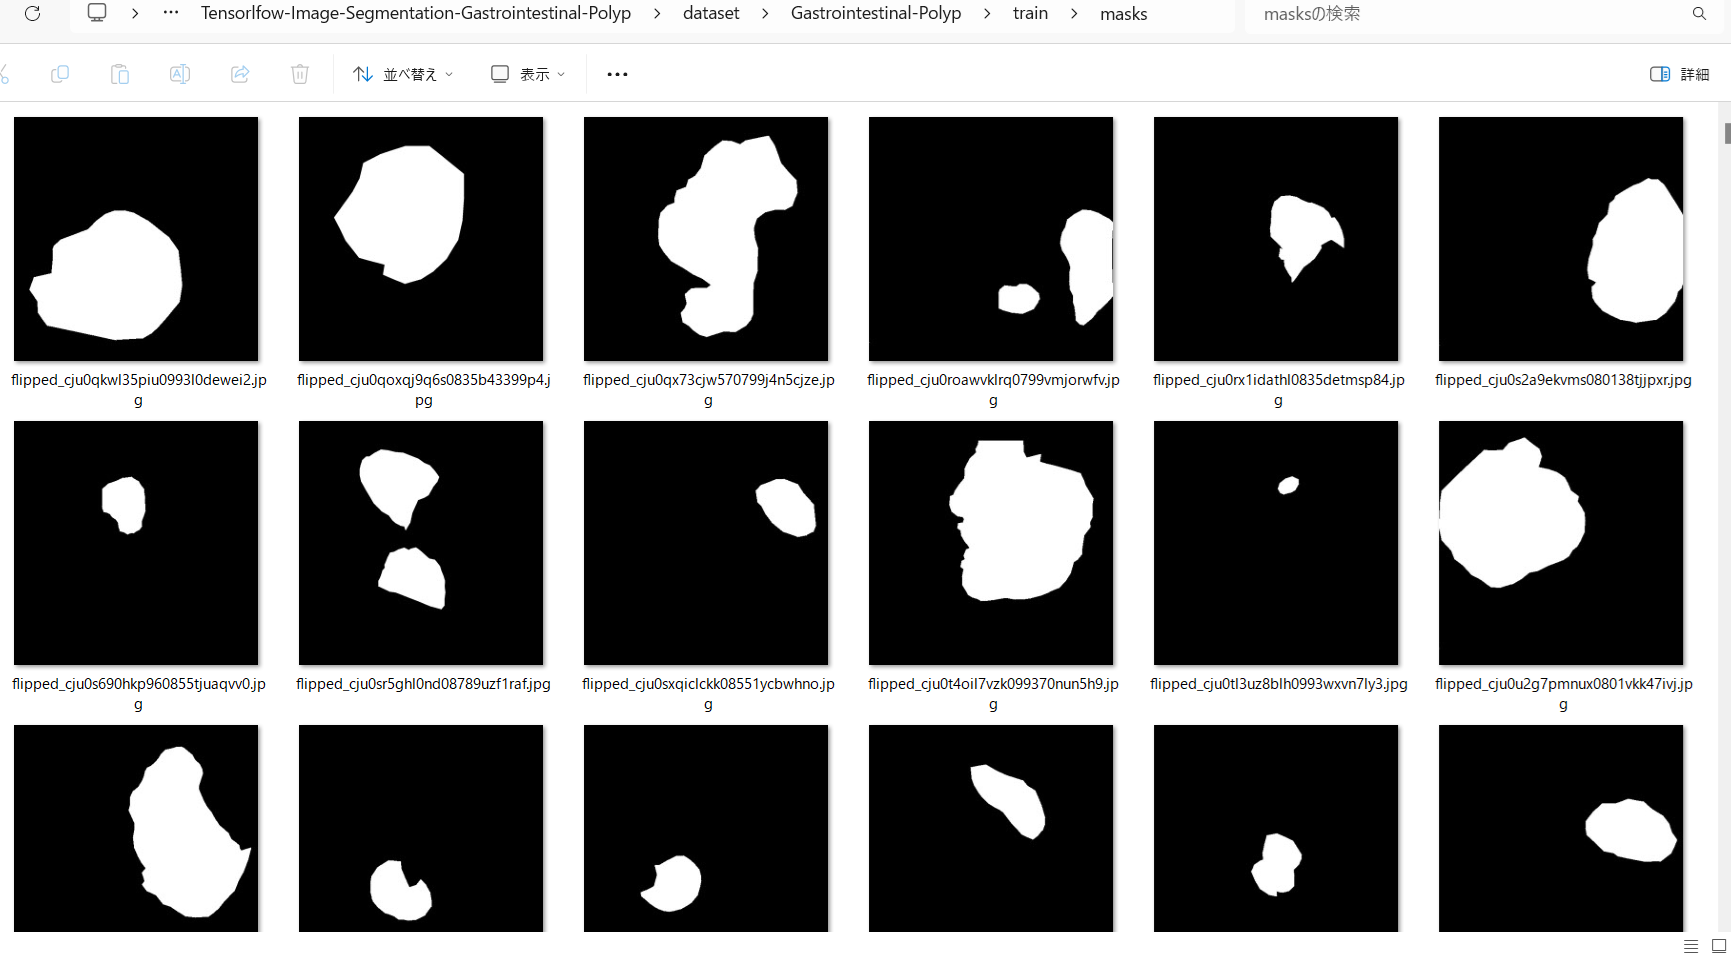 Tensorlfow-Image-Segmentation-Gastrointestinal-Polyp > dataset > Gastrointestinal-Polyp > train > masks
masksの検索
並べ替え 表示 詳細
flipped_cju0qkwl35piu0993l0dewei2.jp
g
flipped_cju0qoxqj9q6s0835b43399p4.j
pg
flipped_cju0qx73cjw570799j4n5cjze.jp
g
flipped_cju0roawvklrq0799vmjorwfv.jp
g
flipped_cju0rx1idathl0835detmsp84.jp
g
flipped_cju0s2a9ekvms080138tjjpxr.jpg
flipped_cju0s690hkp960855tjuaqvv0.jp
g
flipped_cju0sr5ghl0nd08789uzf1raf.jpg
flipped_cju0sxqiclckk08551ycbwhno.jp
g
flipped_cju0t4oil7vzk099370nun5h9.jp
g
flipped_cju0tl3uz8blh0993wxvn7ly3.jpg
flipped_cju0u2g7pmnux0801vkk47ivj.jp
g